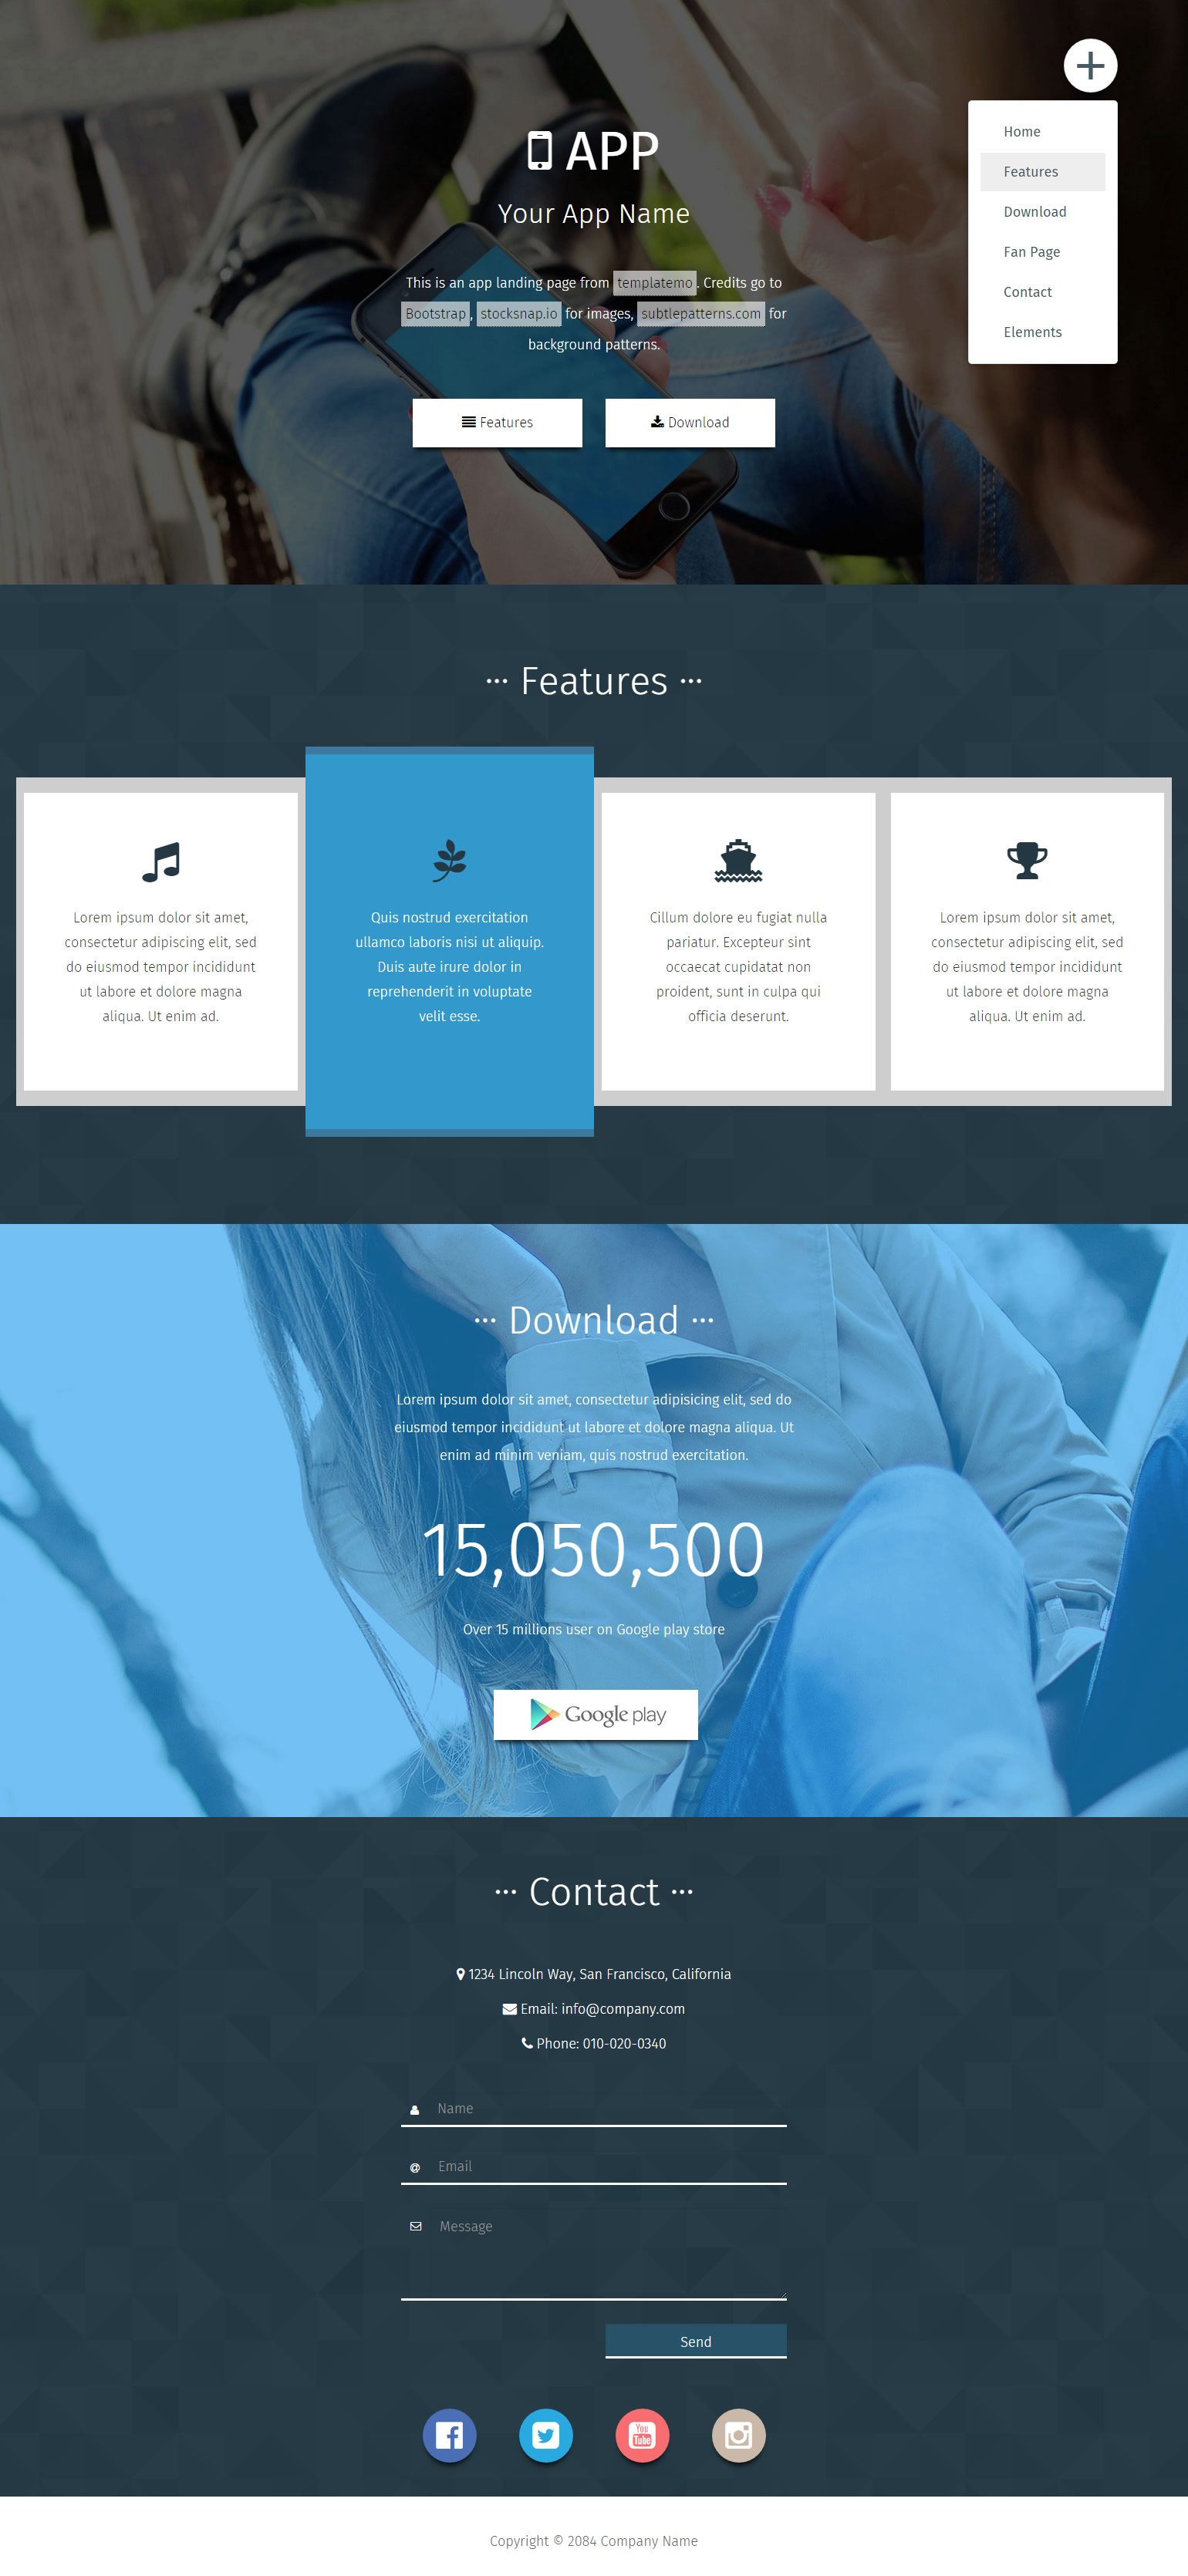 APP
Your App Name
This is an app landing page from templatemo . Credits go to
Bootstrap , stocksnap.io for images, subtlepatterns.com for
background patterns.
Features
Download
Home
Features
Download
Fan Page
Contact
Elements
··· Features ···
Lorem ipsum dolor sit amet,
consectetur adipiscing elit, sed
do eiusmod tempor incididunt
ut labore et dolore magna
aliqua. Ut enim ad.
Quis nostrud exercitation
ullamco laboris nisi ut aliquip.
Duis aute irure dolor in
reprehenderit in voluptate
velit esse.
Cillum dolore eu fugiat nulla
pariatur. Excepteur sint
occaecat cupidatat non
proident, sunt in culpa qui
officia deserunt.
Lorem ipsum dolor sit amet,
consectetur adipiscing elit, sed
do eiusmod tempor incididunt
ut labore et dolore magna
aliqua. Ut enim ad.
··· Download ···
Lorem ipsum dolor sit amet, consectetur adipisicing elit, sed do
eiusmod tempor incididunt ut labore et dolore magna aliqua. Ut
enim ad minim veniam, quis nostrud exercitation.
15,050,500
Over 15 millions user on Google play store
Google play
··· Contact ···
1234 Lincoln Way, San Francisco, California
Email: info@company.com
Phone: 010-020-0340
Name
Email
Message
Send
You
Tube
Copyright © 2084 Company Name